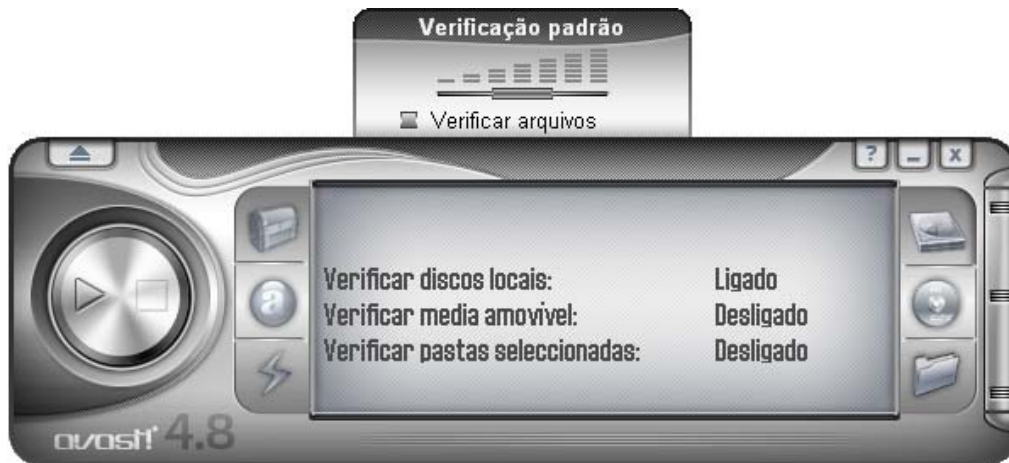 Verificação padrão
Verificar arquivos
?
x
Verificar discos locais: Ligado
Verificar media amovivel: Desligado
Verificar pastas seleccionadas: Desligado
a
avast! 4.8